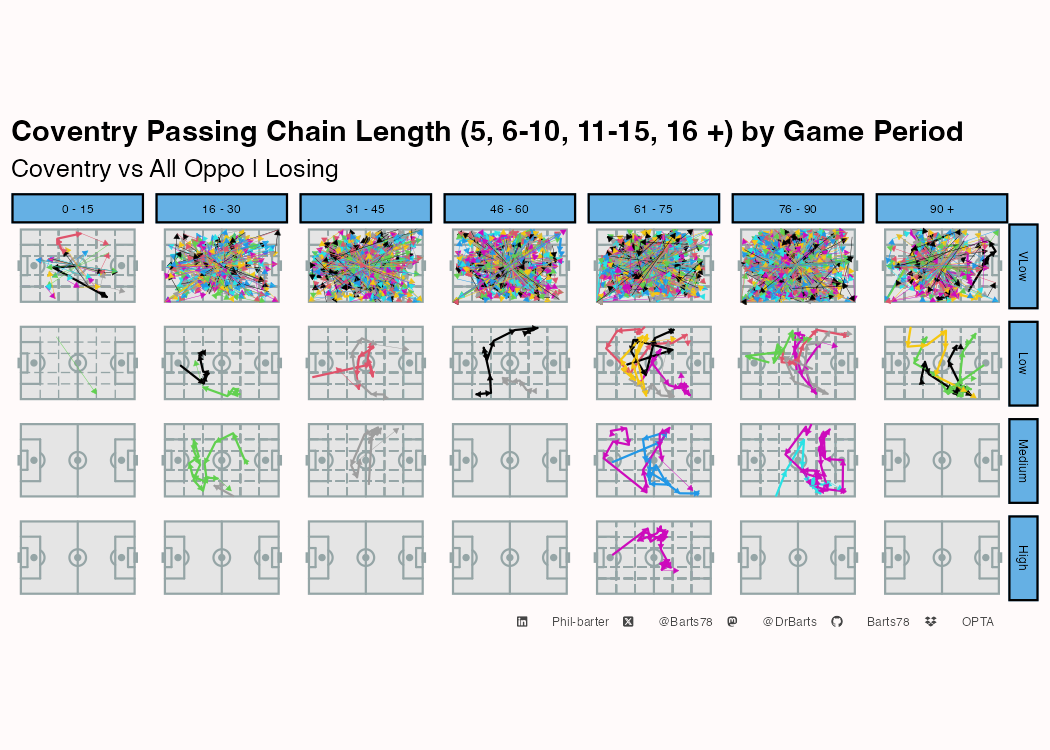 Coventry Passing Chain Length (5, 6-10, 11-15, 16 +) by Game Period
Coventry vs All Oppo | Losing
0 - 15 16 - 30 31 - 45 46 - 60 61 - 75 76 - 90 90 +
VLow
Low
Medium
High
Phil-barter @Barts78 @DrBarts Barts78 OPTA